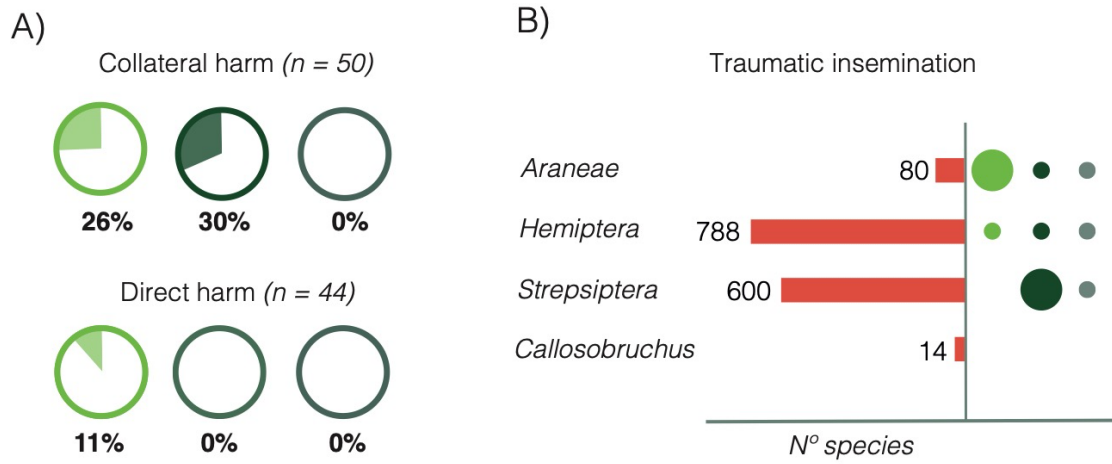 A)
Collateral harm (n = 50)
26% 30% 0%
Direct harm (n = 44)
11% 0% 0%
B)
Traumatic insemination
Araneae 80
Hemiptera 788
Strepsiptera 600
Callosobruchus 14
Nº species